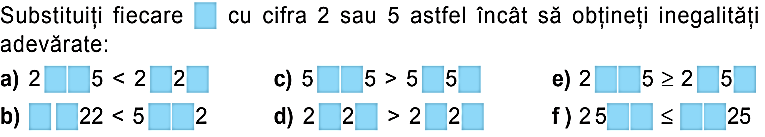 Substituiți fiecare □ cu cifra 2 sau 5 astfel încât să obțineți inegalități
adevărate:
a) 2□□5 < 2□2□ c) 5□□5 > 5□5□ e) 2□□5 ≥ 2□5□
b) □□22 < 5□□2 d) 2□2□ > 2□2□ f) 25□□ ≤ □□25